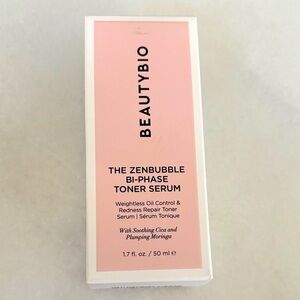 BEAUTYBIO
THE ZENBUBBLE
BI-PHASE
TONER SERUM
Weightless Oil Control &
Redness Repair Toner
Serum | Sérum Tonique
With Soothing Cica and
Plumping Moringa
1.7 fl. oz. / 50 ml ℮